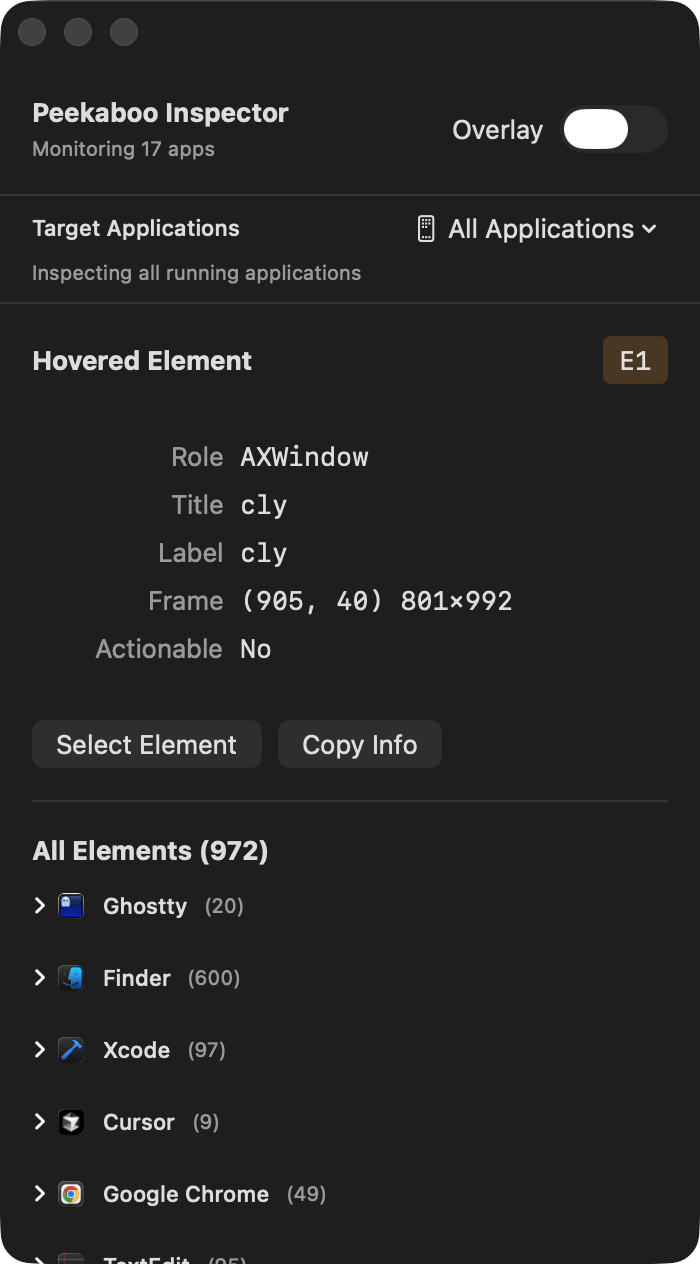 Peekaboo Inspector
Monitoring 17 apps
Overlay
Target Applications
All Applications
Inspecting all running applications
Hovered Element
E1
Role AXWindow
Title cly
Label cly
Frame (905, 40) 801×992
Actionable No
Select Element
Copy Info
All Elements (972)
Ghostty (20)
Finder (600)
Xcode (97)
Cursor (9)
Google Chrome (49)
TextEdit